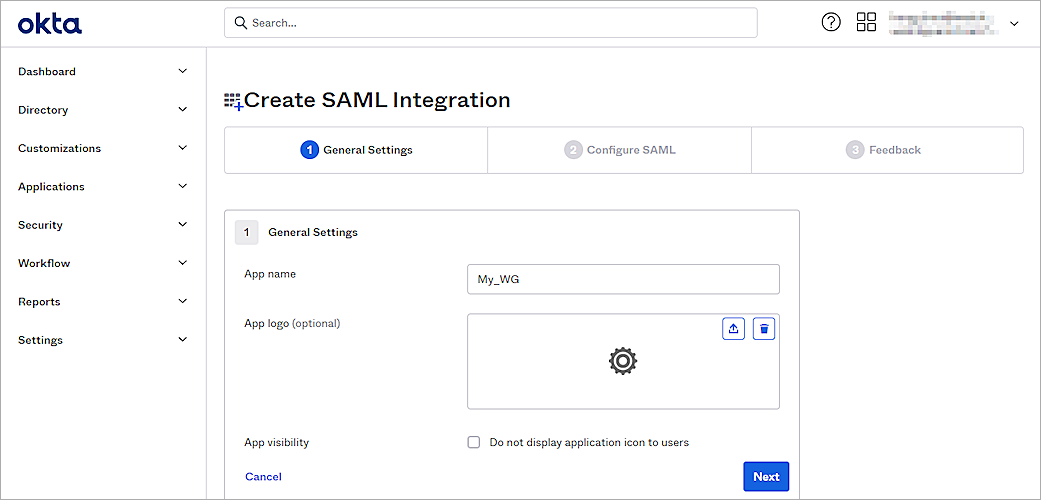 okta
Search...
Dashboard
Directory
Customizations
Applications
Security
Workflow
Reports
Settings
Create SAML Integration
1 General Settings
2 Configure SAML
3 Feedback
1 General Settings
App name
My_WG
App logo (optional)
App visibility
Do not display application icon to users
Cancel
Next